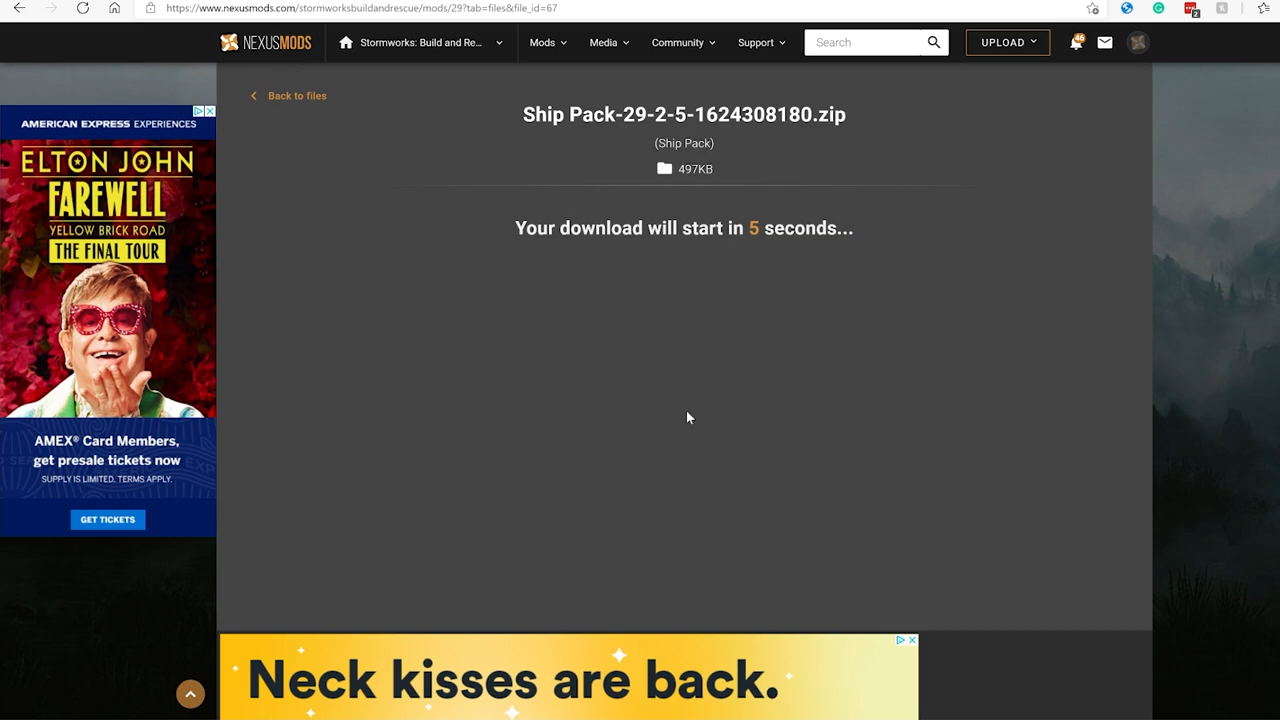 https://www.nexusmods.com/stormworksbuildandrescue/mods/29?tab=files&file_id=67
2
NEXUSMODS
Stormworks: Build and Re...
Mods
Media
Community
Support
Search
UPLOAD
46
Back to files
Ship Pack-29-2-5-1624308180.zip
(Ship Pack)
497KB
Your download will start in 5 seconds...
AMERICAN EXPRESS EXPERIENCES
ELTON JOHN
FAREWELL
YELLOW BRICK ROAD
THE FINAL TOUR
AMEX® Card Members,
get presale tickets now
SUPPLY IS LIMITED. TERMS APPLY.
GET TICKETS
Neck kisses are back.